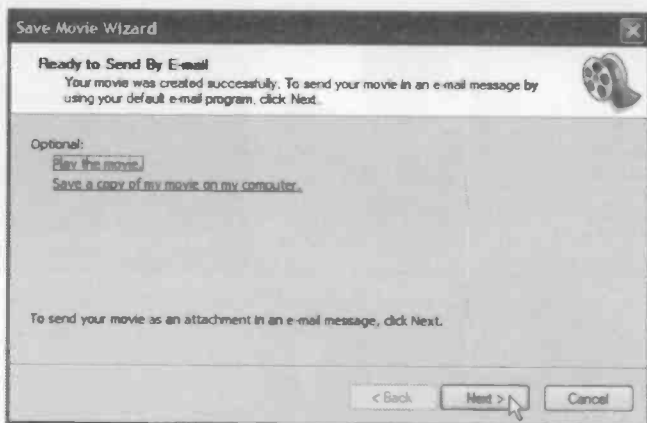 Save Movie Wizard
Ready to Send By E-mail
Your movie was created successfully. To send your movie in an e-mail message by
using your default e-mail program, click Next.
Optional:
Play the movie.
Save a copy of my movie on my computer.
To send your movie as an attachment in an e-mail message, click Next.
< Back
Next >
Cancel